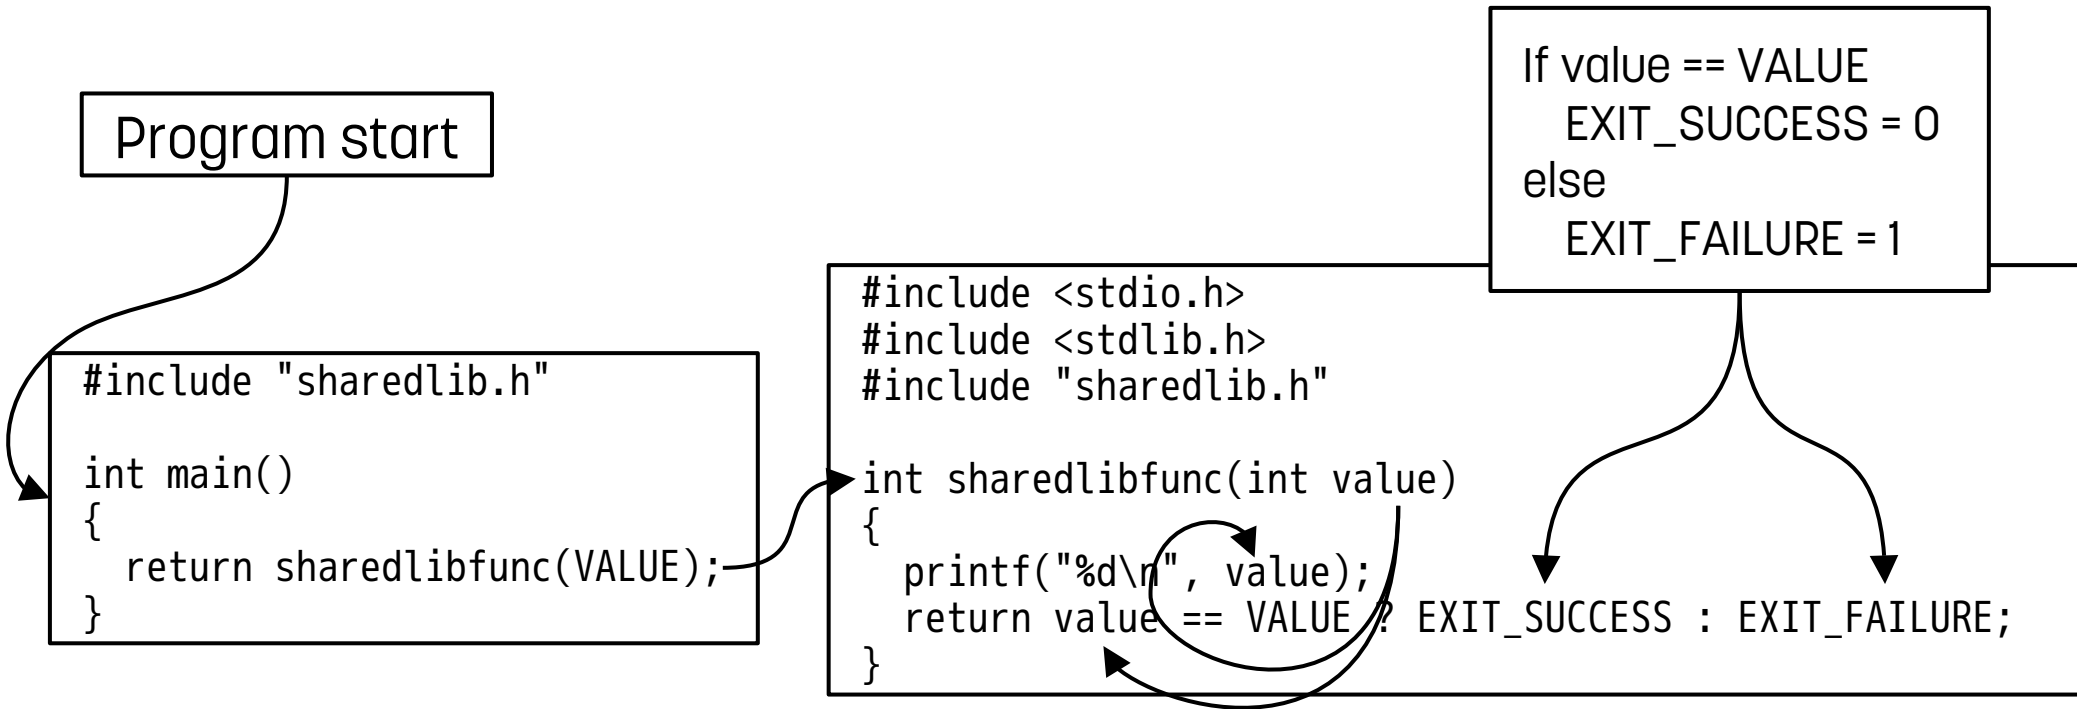 Program start
#include "sharedlib.h"
int main()
{
  return sharedlibfunc(VALUE);
}
#include <stdio.h>
#include <stdlib.h>
#include "sharedlib.h"
int sharedlibfunc(int value)
{
  printf("%d\n", value);
  return value == VALUE ? EXIT_SUCCESS : EXIT_FAILURE;
}
If value == VALUE
  EXIT_SUCCESS = 0
else
  EXIT_FAILURE = 1